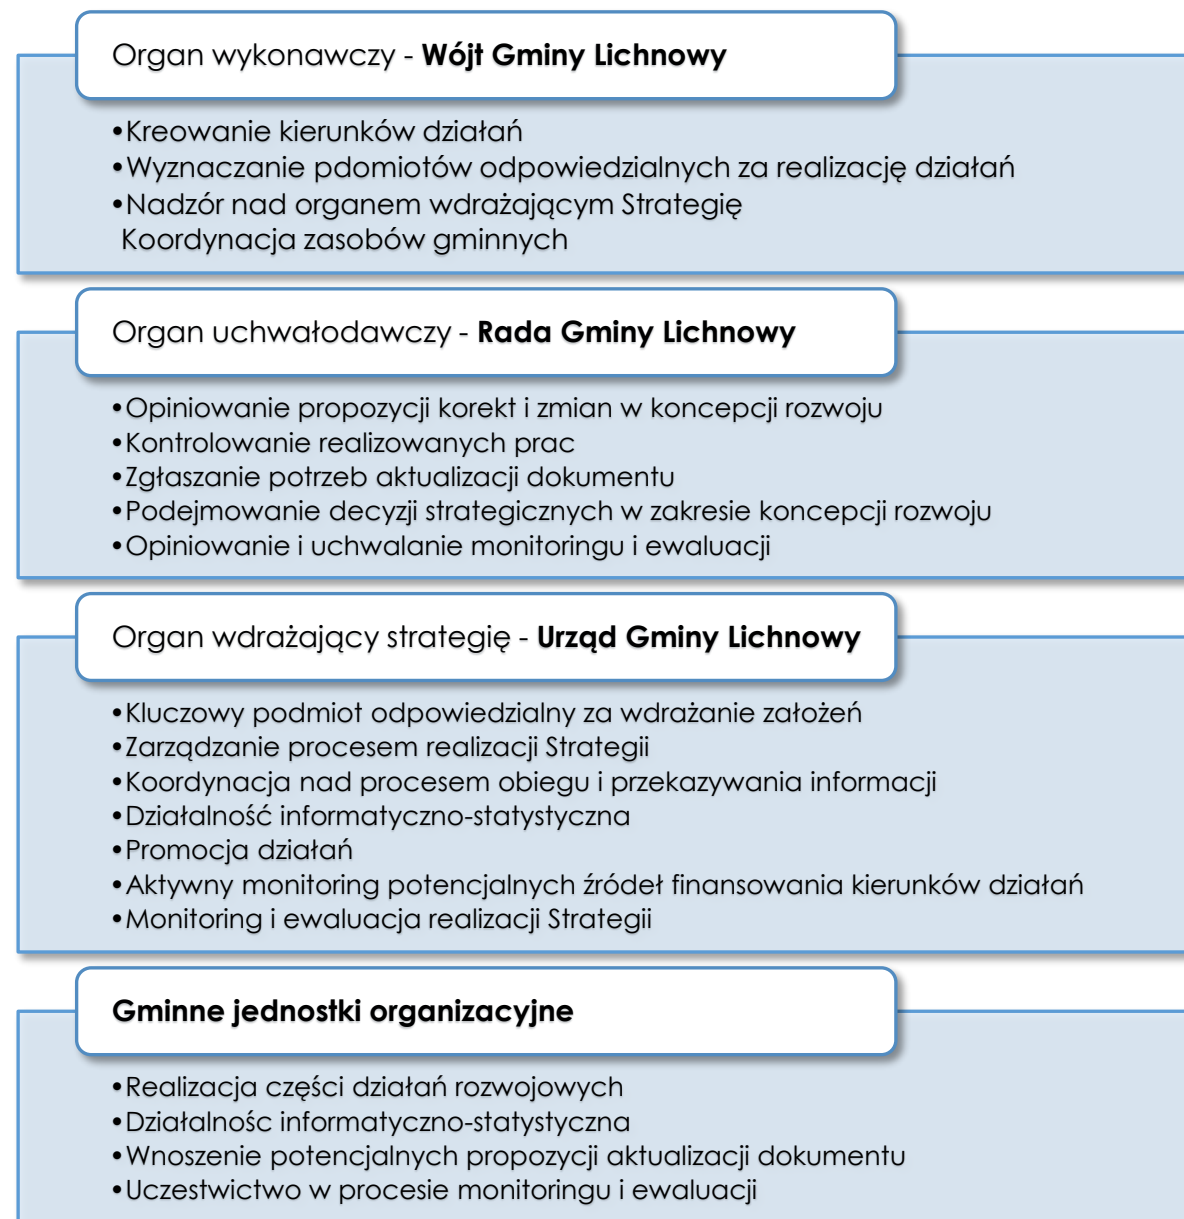 Organ wykonawczy - Wójt Gminy Lichnowy
•Kreowanie kierunków działań
•Wyznaczanie pdomiotów odpowiedzialnych za realizację działań
•Nadzór nad organem wdrażającym Strategię
Koordynacja zasobów gminnych
Organ uchwałodawczy - Rada Gminy Lichnowy
•Opiniowanie propozycji korekt i zmian w koncepcji rozwoju
•Kontrolowanie realizowanych prac
•Zgłaszanie potrzeb aktualizacji dokumentu
•Podejmowanie decyzji strategicznych w zakresie koncepcji rozwoju
•Opiniowanie i uchwalanie monitoringu i ewaluacji
Organ wdrażający strategię - Urząd Gminy Lichnowy
•Kluczowy podmiot odpowiedzialny za wdrażanie założeń
•Zarządzanie procesem realizacji Strategii
•Koordynacja nad procesem obiegu i przekazywania informacji
•Działalność informatyczno-statystyczna
•Promocja działań
•Aktywny monitoring potencjalnych źródeł finansowania kierunków działań
•Monitoring i ewaluacja realizacji Strategii
Gminne jednostki organizacyjne
•Realizacja części działań rozwojowych
•Działalnośc informatyczno-statystyczna
•Wnoszenie potencjalnych propozycji aktualizacji dokumentu
•Uczestwictwo w procesie monitoringu i ewaluacji